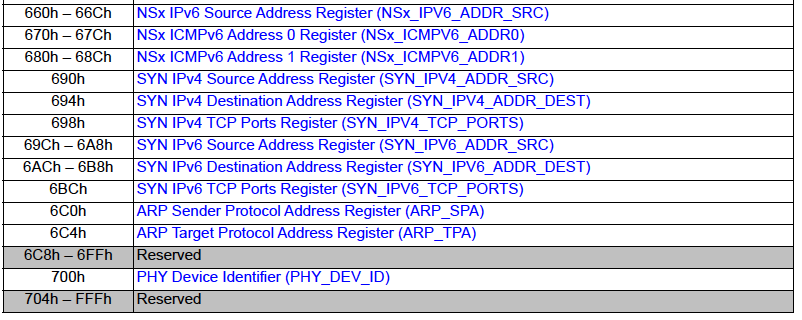 660h – 66Ch NSx IPv6 Source Address Register (NSx_IPV6_ADDR_SRC)
670h – 67Ch NSx ICMPv6 Address 0 Register (NSx_ICMPV6_ADDR0)
680h – 68Ch NSx ICMPv6 Address 1 Register (NSx_ICMPV6_ADDR1)
690h SYN IPv4 Source Address Register (SYN_IPV4_ADDR_SRC)
694h SYN IPv4 Destination Address Register (SYN_IPV4_ADDR_DEST)
698h SYN IPv4 TCP Ports Register (SYN_IPV4_TCP_PORTS)
69Ch – 6A8h SYN IPv6 Source Address Register (SYN_IPV6_ADDR_SRC)
6ACh – 6B8h SYN IPv6 Destination Address Register (SYN_IPV6_ADDR_DEST)
6BCh SYN IPv6 TCP Ports Register (SYN_IPV6_TCP_PORTS)
6C0h ARP Sender Protocol Address Register (ARP_SPA)
6C4h ARP Target Protocol Address Register (ARP_TPA)
6C8h – 6FFh Reserved
700h PHY Device Identifier (PHY_DEV_ID)
704h – FFFh Reserved